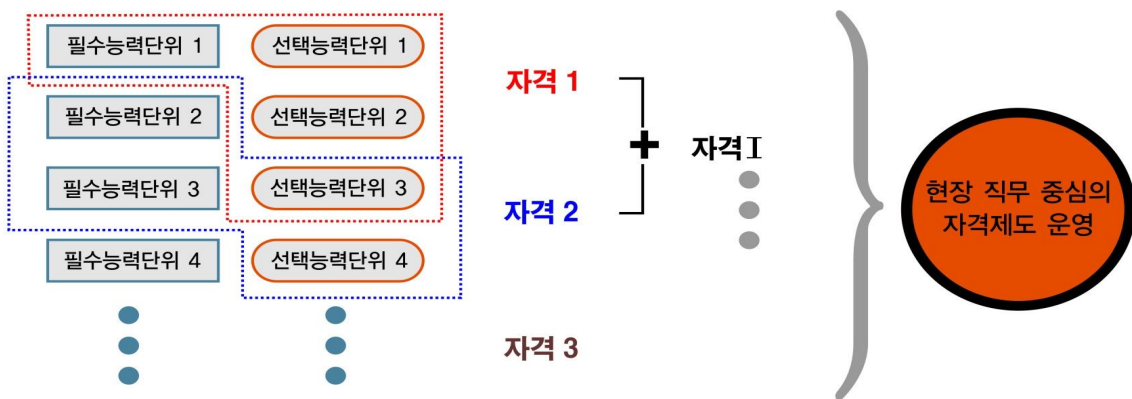 필수능력단위 1
선택능력단위 1
자격 1
필수능력단위 2
선택능력단위 2
+
자격 I
필수능력단위 3
선택능력단위 3
자격 2
현장 직무 중심의
자격제도 운영
필수능력단위 4
선택능력단위 4
자격 3